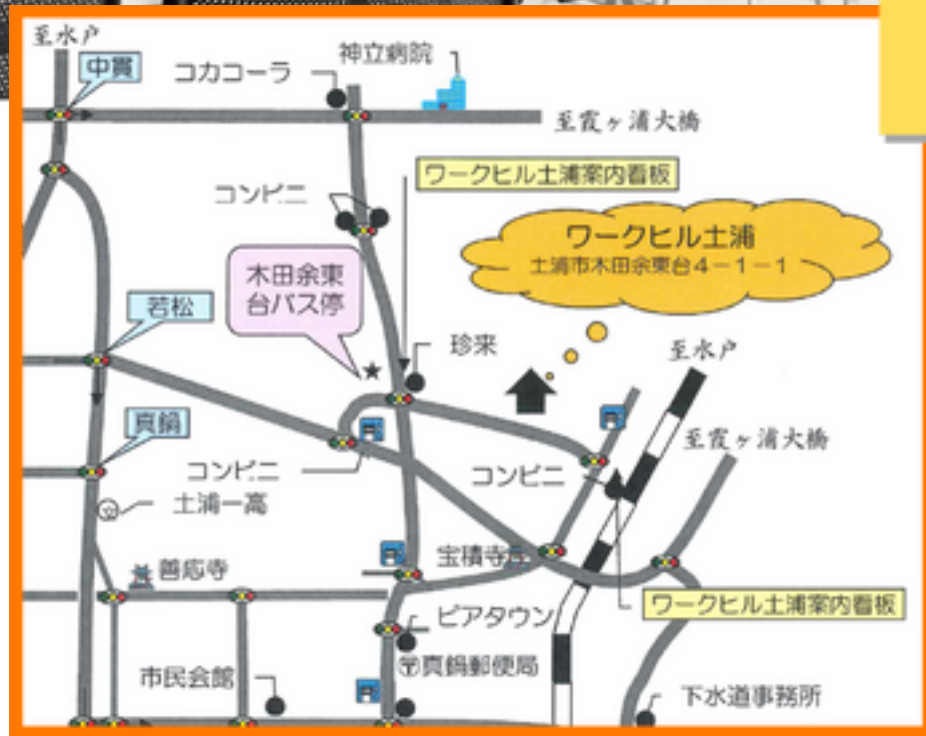 至水戸
中貫
コカコーラ
神立病院
至霞ヶ浦大橋
ワークヒル土浦案内看板
コンビニ
ワークヒル土浦
土浦市木田余東台4－1－1
木田余東
台バス停
若松
珍来
至水戸
真鍋
至霞ヶ浦大橋
コンビニ
コンビニ
土浦一高
宝積寺
善応寺
ワークヒル土浦案内看板
ピアタウン
〒真鍋郵便局
市民会館
下水道事務所